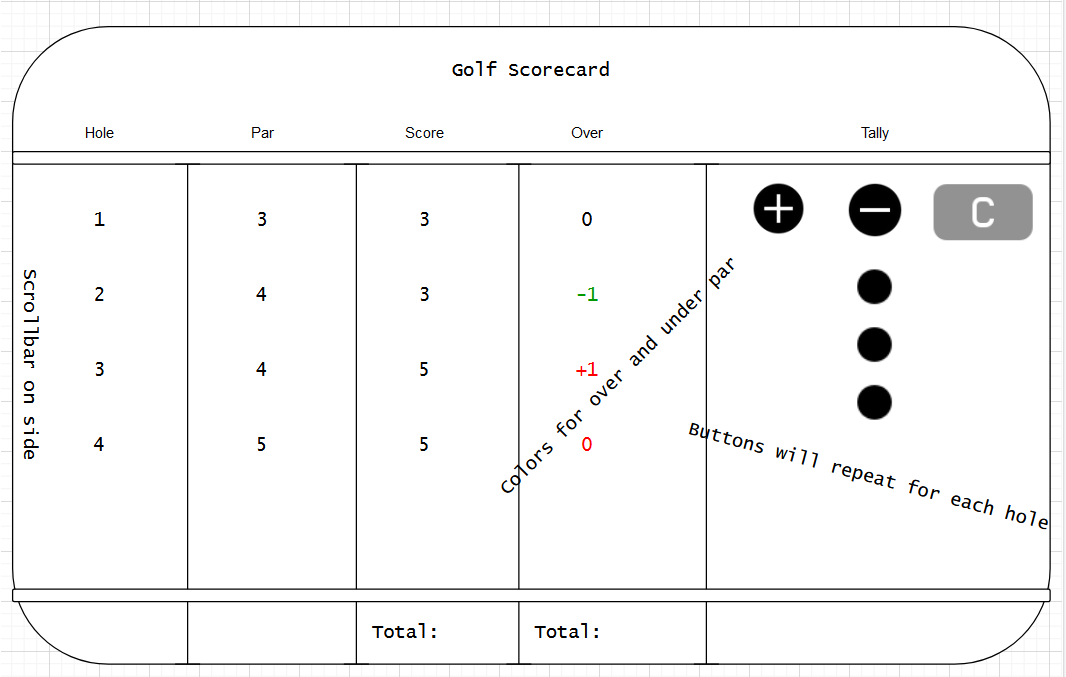 Golf Scorecard
Hole Par Score Over Tally
1 3 3 0 + − C
2 4 3 -1
3 4 5 +1
4 5 5 0
Scrollbar on side
Colors for over and under par
Buttons will repeat for each hole
Total: Total: